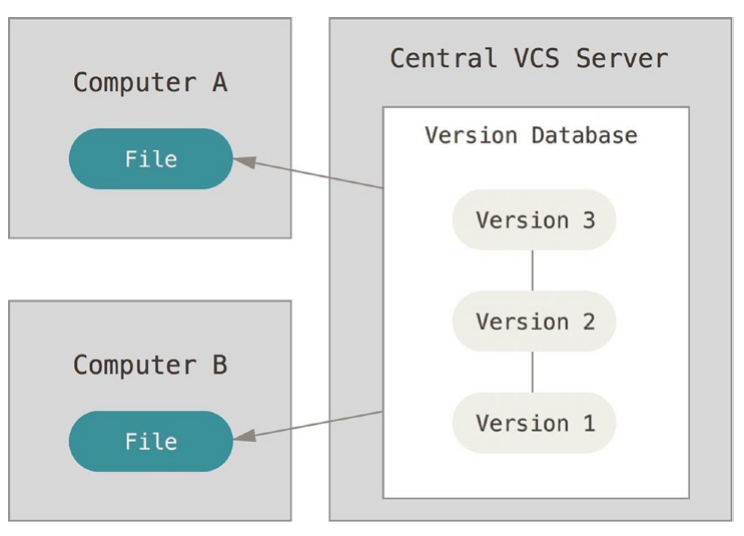 Computer A
File
Computer B
File
Central VCS Server
Version Database
Version 3
Version 2
Version 1